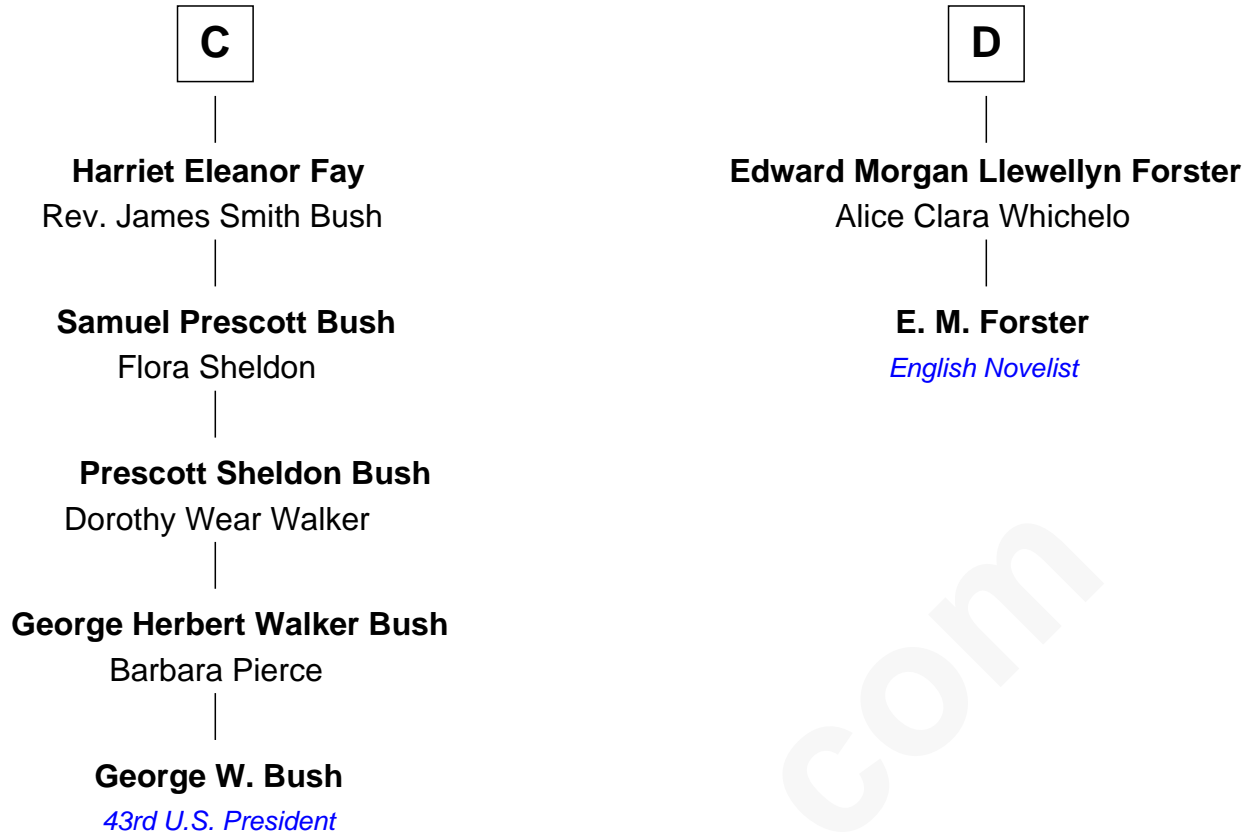 C
Harriet Eleanor Fay
Rev. James Smith Bush
Samuel Prescott Bush
Flora Sheldon
Prescott Sheldon Bush
Dorothy Wear Walker
George Herbert Walker Bush
Barbara Pierce
George W. Bush
43rd U.S. President
D
Edward Morgan Llewellyn Forster
Alice Clara Whichelo
E. M. Forster
English Novelist
com